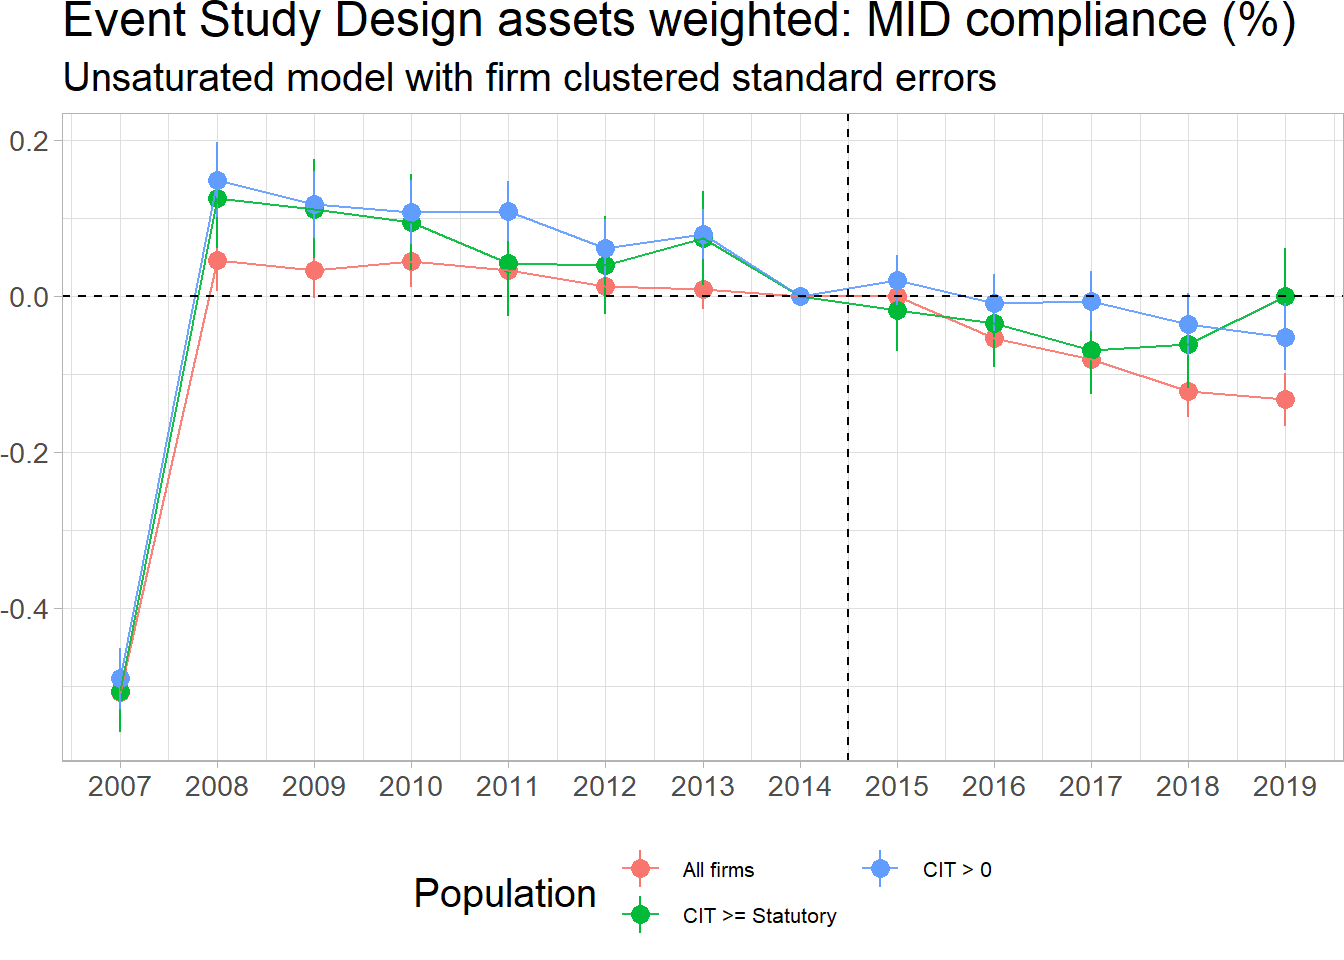 Event Study Design assets weighted: MID compliance (%)
Unsaturated model with firm clustered standard errors
0.2
0.0
-0.2
-0.4
2007 2008 2009 2010 2011 2012 2013 2014 2015 2016 2017 2018 2019
Population
All firms
CIT >= Statutory
CIT > 0